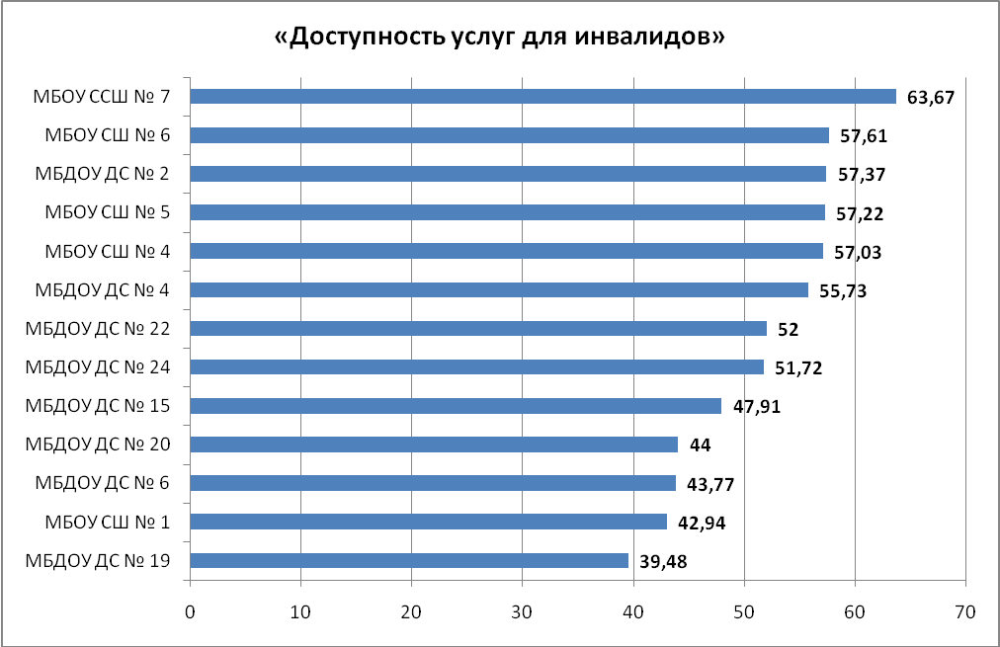 «Доступность услуг для инвалидов»
МБОУ ССШ № 7 63,67
МБОУ СШ № 6 57,61
МБДОУ ДС № 2 57,37
МБОУ СШ № 5 57,22
МБОУ СШ № 4 57,03
МБДОУ ДС № 4 55,73
МБДОУ ДС № 22 52
МБДОУ ДС № 24 51,72
МБДОУ ДС № 15 47,91
МБДОУ ДС № 20 44
МБДОУ ДС № 6 43,77
МБОУ СШ № 1 42,94
МБДОУ ДС № 19 39,48
0 10 20 30 40 50 60 70